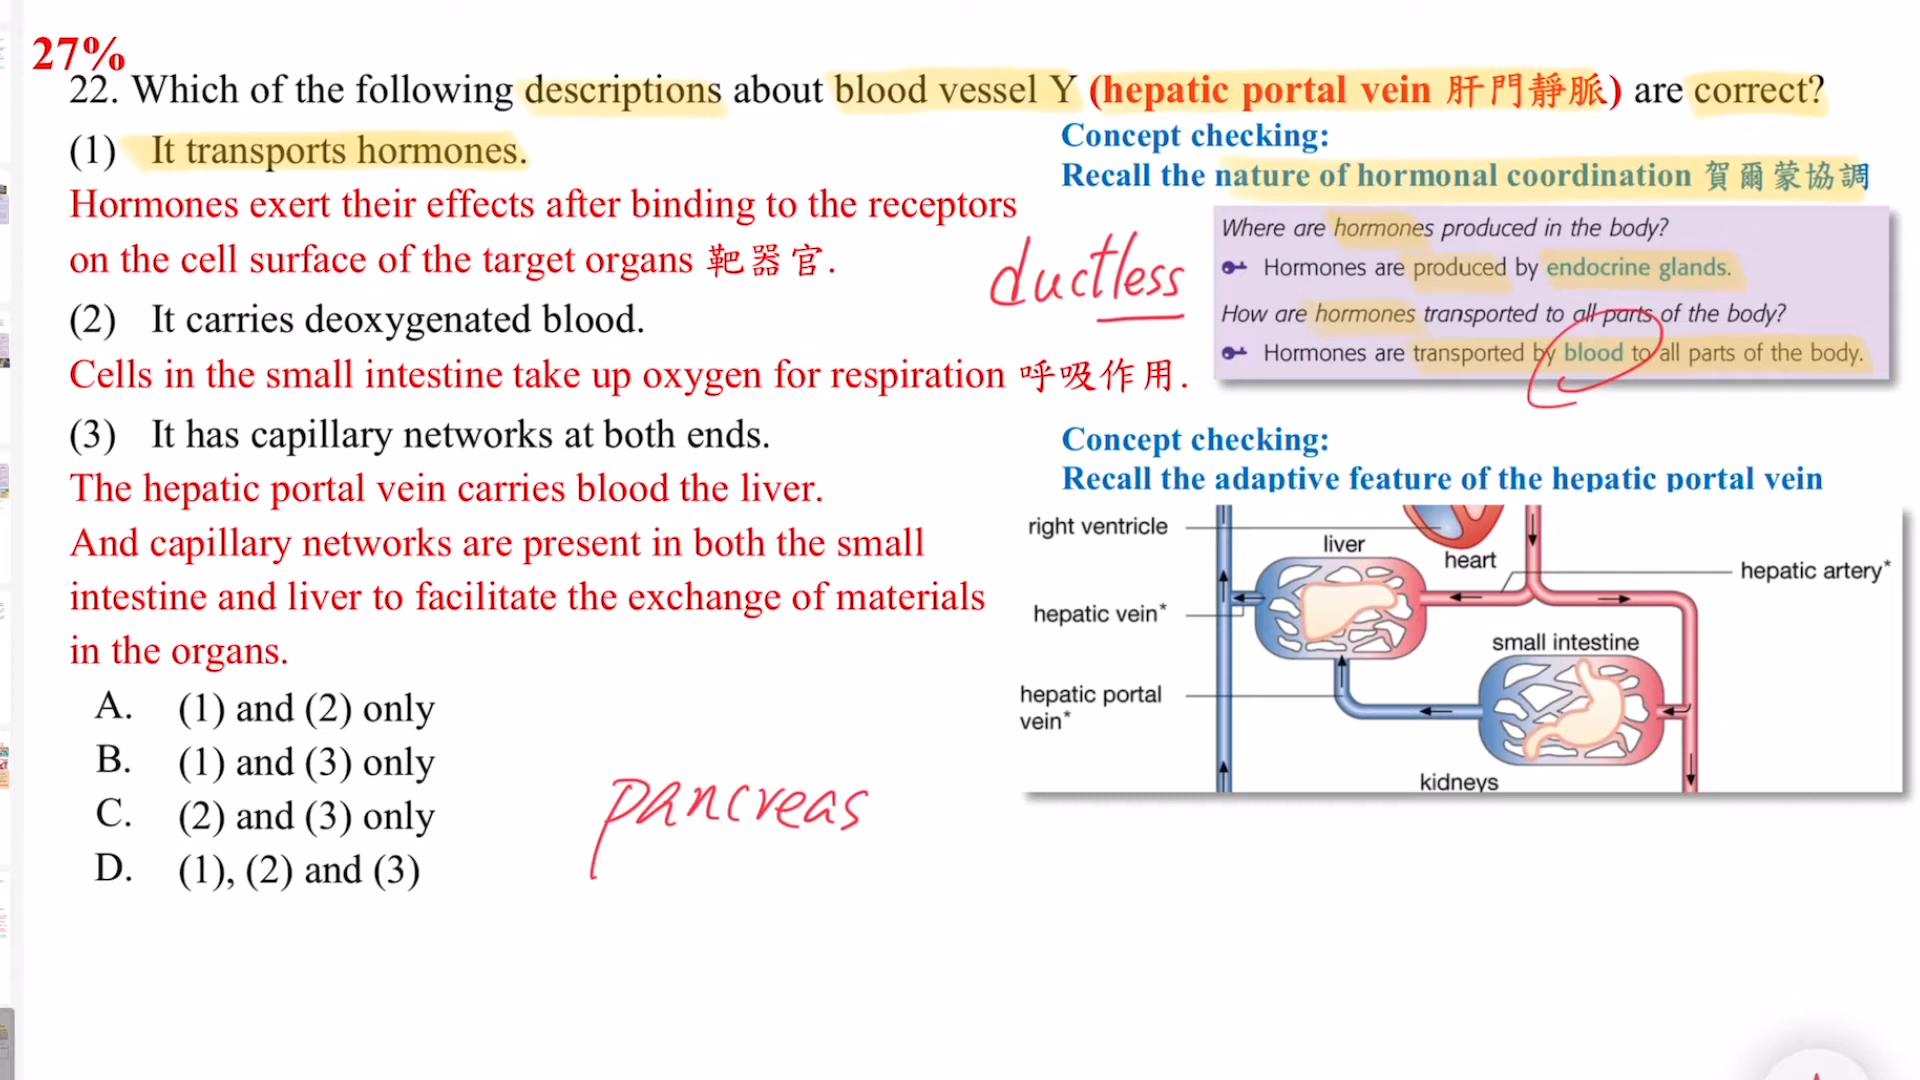 27%
22. Which of the following descriptions about blood vessel Y (hepatic portal vein 肝門靜脈) are correct?
(1) It transports hormones.
Hormones exert their effects after binding to the receptors
on the cell surface of the target organs 靶器官.
(2) It carries deoxygenated blood.
Cells in the small intestine take up oxygen for respiration 呼吸作用.
(3) It has capillary networks at both ends.
The hepatic portal vein carries blood the liver.
And capillary networks are present in both the small
intestine and liver to facilitate the exchange of materials
in the organs.
A. (1) and (2) only
B. (1) and (3) only
C. (2) and (3) only
D. (1), (2) and (3)
pancreas
Concept checking:
Recall the nature of hormonal coordination 賀爾蒙協調
ductless
Where are hormones produced in the body?
Hormones are produced by endocrine glands.
How are hormones transported to all parts of the body?
Hormones are transported by blood to all parts of the body.
Concept checking:
Recall the adaptive feature of the hepatic portal vein
right ventricle
liver
heart
hepatic artery*
hepatic vein*
small intestine
hepatic portal
vein*
kidneys